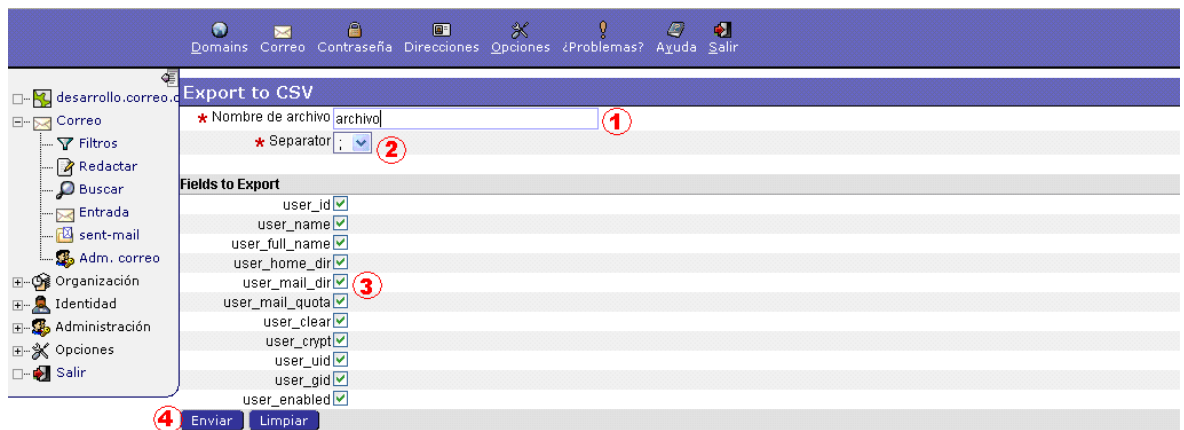 Domains Correo Contraseña Direcciones Opciones ¿Problemas? Ayuda Salir
desarrollo.correo.c
Correo
Filtros
Redactar
Buscar
Entrada
sent-mail
Adm. correo
Organización
Identidad
Administración
Opciones
Salir
Export to CSV
* Nombre de archivo archivo 1
* Separator ; 2
Fields to Export
user_id
user_name
user_full_name
user_home_dir
user_mail_dir 3
user_mail_quota
user_clear
user_crypt
user_uid
user_gid
user_enabled
4 Enviar Limpiar